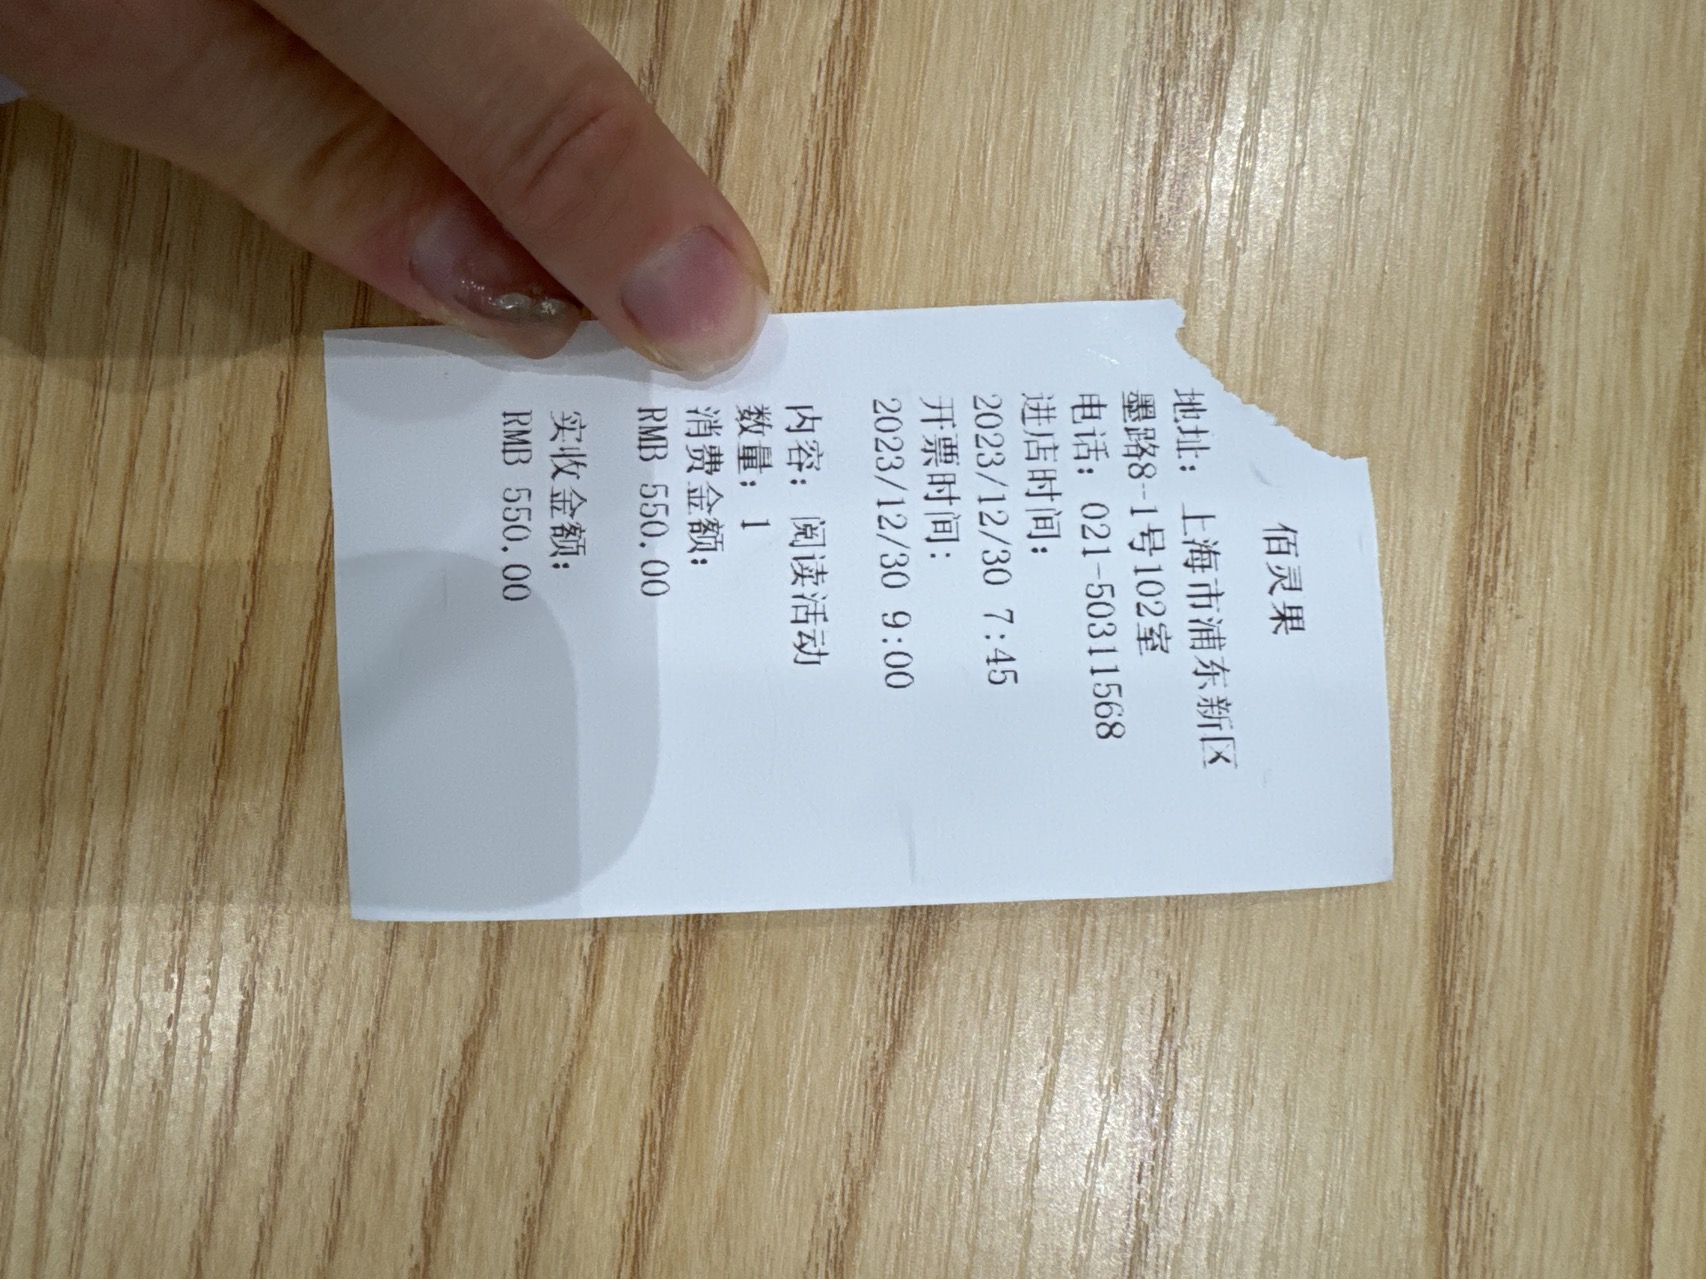 佰灵果
地址： 上海市浦东新区
墨路8-1号102室
电话： 021-50311568
进店时间：
2023/12/30 7:45
开票时间：
2023/12/30 9:00
内容： 阅读活动
数量： 1
消费金额：
RMB 550.00
实收金额：
RMB 550.00